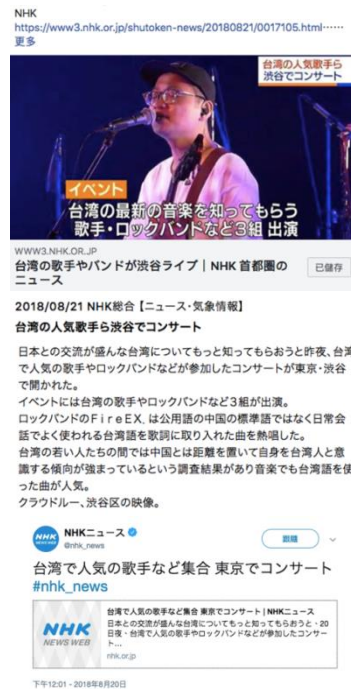 NHK
https://www3.nhk.or.jp/shutoken-news/20180821/0017105.html……
更多
台湾の人気歌手ら
渋谷でコンサート
イベント
台湾の最新の音楽を知ってもらう
歌手・ロックバンドなど3組 出演
WWW3.NHK.OR.JP
台湾の歌手やバンドが渋谷ライブ｜NHK 首都圏の
ニュース
已儲存
2018/08/21 NHK総合 【ニュース・気象情報】
台湾の人気歌手ら渋谷でコンサート
日本との交流が盛んな台湾についてもっと知ってもらおうと昨夜、台湾
で人気の歌手やロックバンドなどが参加したコンサートが東京・渋谷
で開かれた。
イベントには台湾の歌手やロックバンドなど3組が出演。
ロックバンドのＦｉｒｅＥＸ．は公用語の中国の標準語ではなく日常会
話でよく使われる台湾語を歌詞に取り入れた曲を熱唱した。
台湾の若い人たちの間では中国とは距離を置いて自身を台湾人と意
識する傾向が強まっているという調査結果があり音楽でも台湾語を使
った曲が人気。
クラウドルー、渋谷区の映像。
NHK
NHKニュース
@nhk_news
跟隨
台湾で人気の歌手など集合 東京でコンサート
#nhk_news
NHK
NEWS WEB
台湾で人気の歌手など集合 東京でコンサート | NHKニュース
日本との交流が盛んな台湾についてもっと知ってもらおうと、20
日夜、台湾で人気の歌手やロックバンドなどが参加したコンサー
ト...
nhk.or.jp
下午12:01 - 2018年8月20日